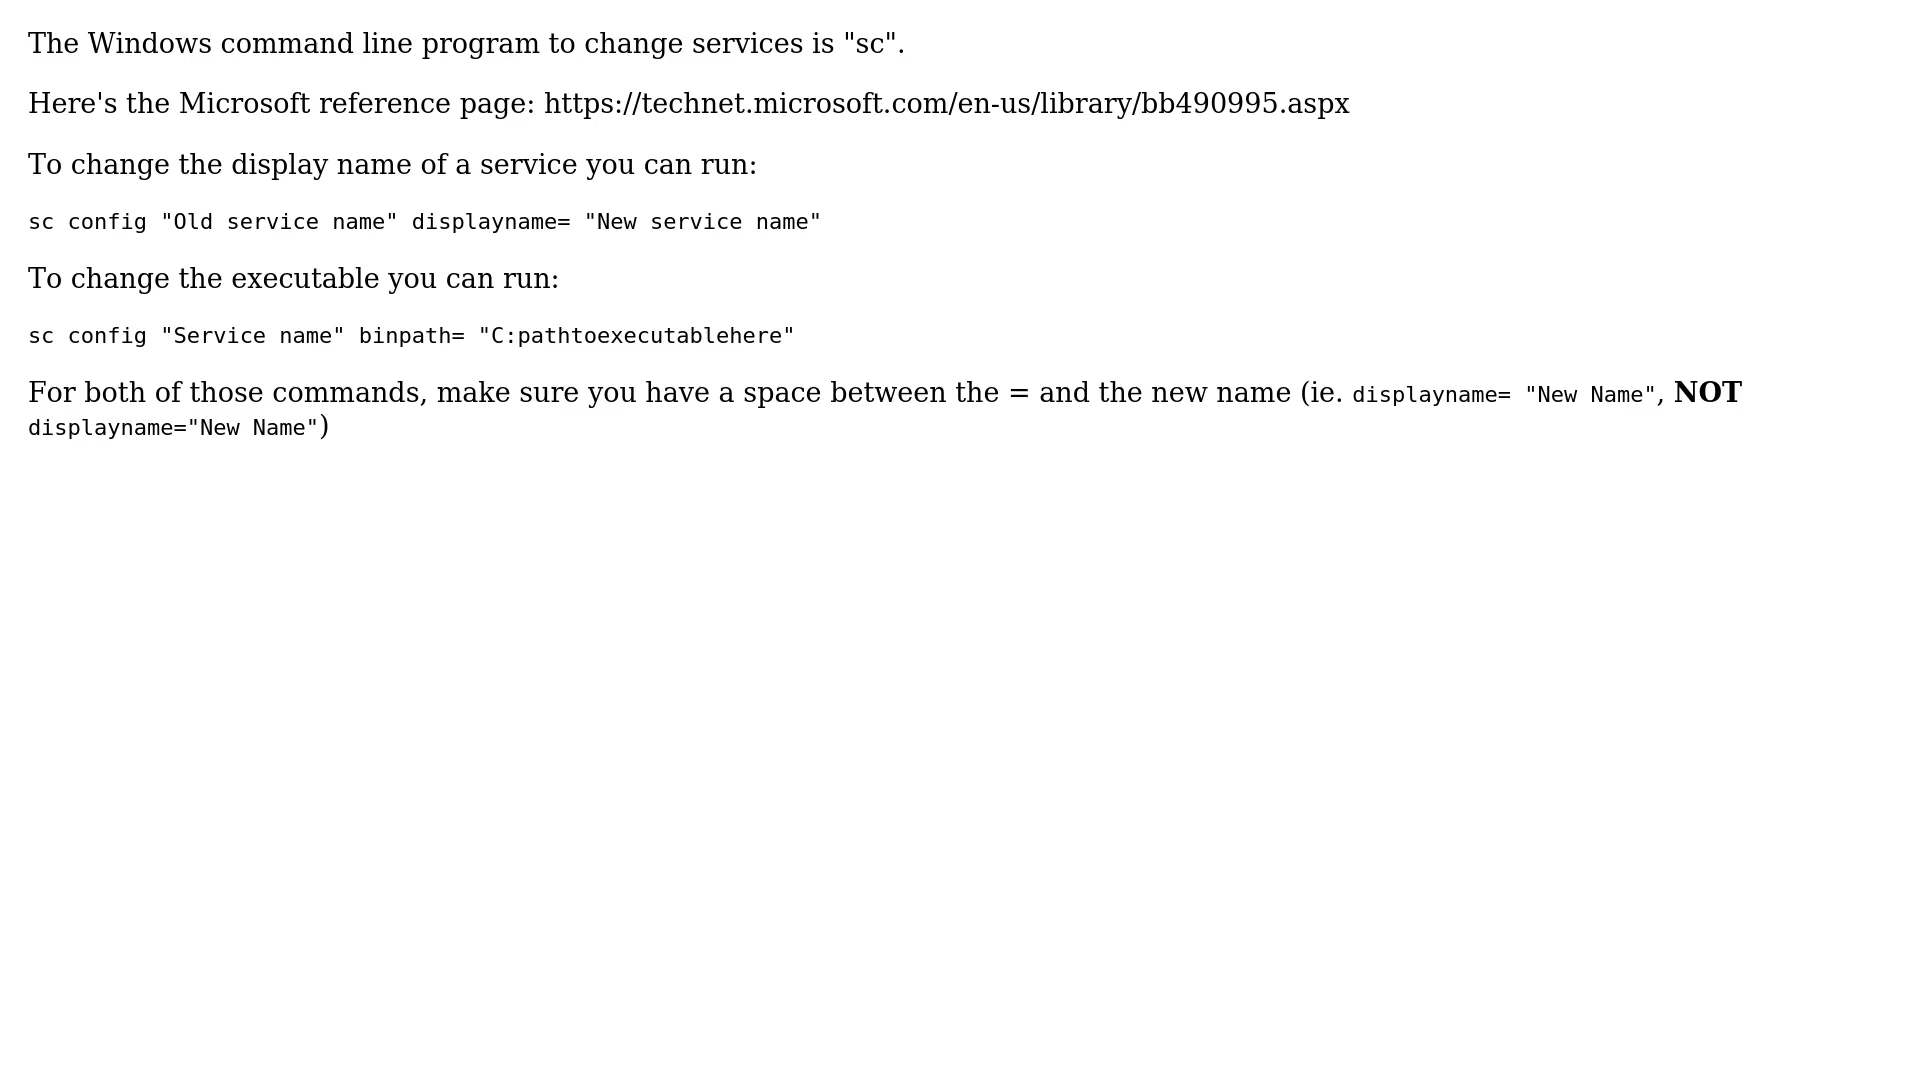 The Windows command line program to change services is "sc".
Here's the Microsoft reference page: https://technet.microsoft.com/en-us/library/bb490995.aspx
To change the display name of a service you can run:
sc config "Old service name" displayname= "New service name"
To change the executable you can run:
sc config "Service name" binpath= "C:pathtoexecutablehere"
For both of those commands, make sure you have a space between the = and the new name (ie. displayname= "New Name", NOT
displayname="New Name")